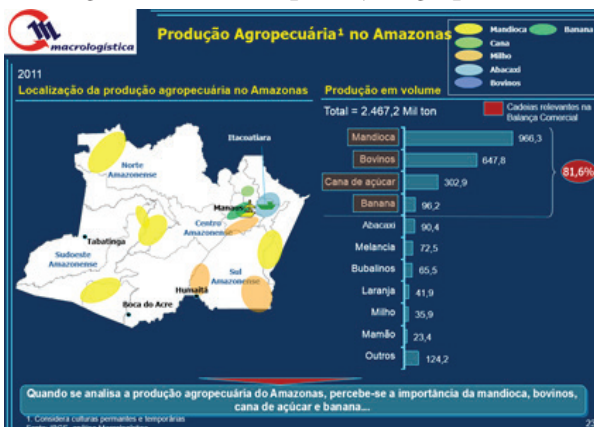 macrologística
Produção Agropecuária¹ no Amazonas
Mandioca
Banana
Cana
Milho
Abacaxi
Bovinos
2011
Localização da produção agropecuária no Amazonas
Produção em volume
Total = 2.467,2 Mil ton
Cadeias relevantes na
Balança Comercial
Itacoatiara
Norte
Amazonense
Manaus
Centro
Amazonense
Tabatinga
Sudoeste
Amazonense
Sul
Amazonense
Humaitá
Boca do Acre
Mandioca 966,3
Bovinos 647,8
Cana de açúcar 302,9
Banana 96,2
81,6%
Abacaxi 90,4
Melancia 72,5
Bubalinos 65,5
Laranja 41,9
Milho 35,9
Mamão 23,4
Outros 124,2
Quando se analisa a produção agropecuária do Amazonas, percebe-se a importância da mandioca, bovinos,
cana de açúcar e banana...
1. Considera culturas permantes e temporárias